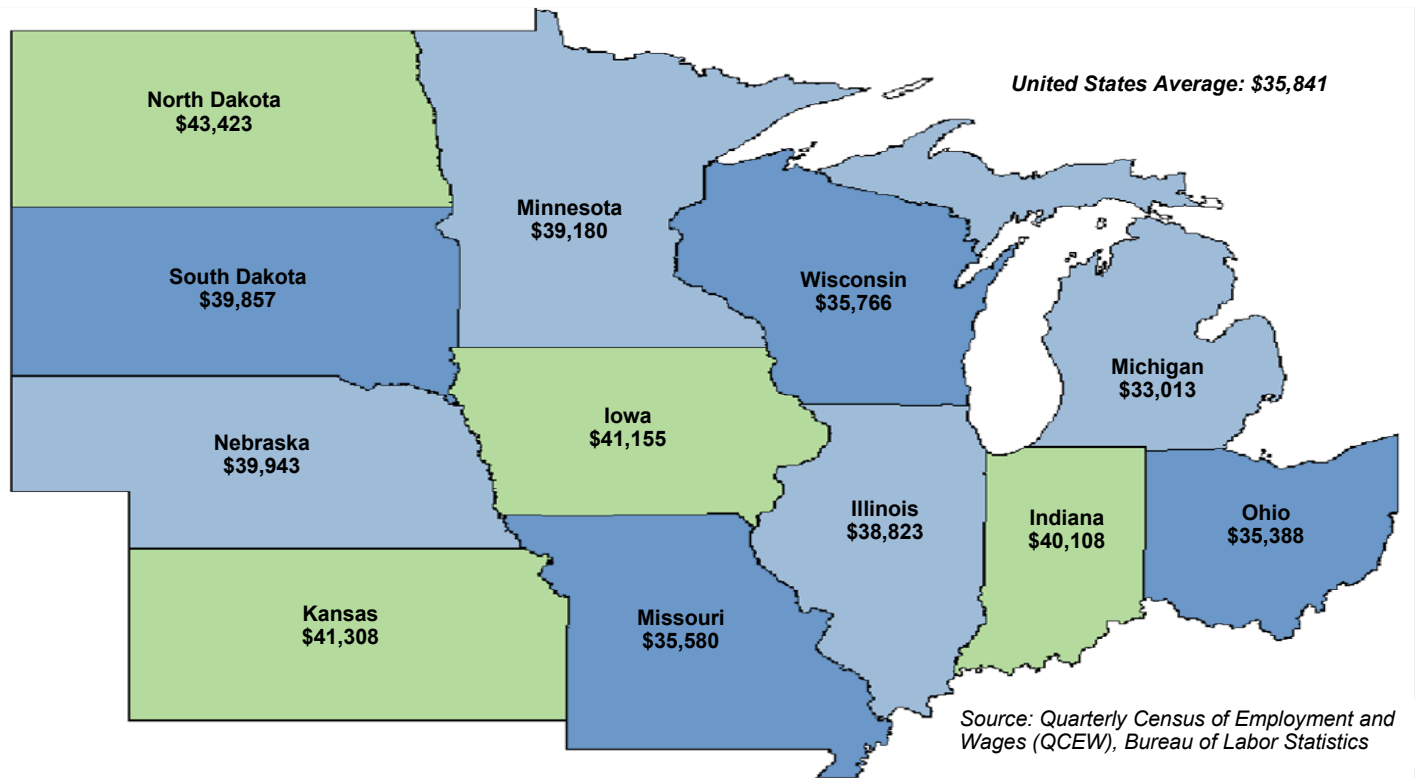 United States Average: $35,841
North Dakota
$43,423
Minnesota
$39,180
South Dakota
$39,857
Wisconsin
$35,766
Michigan
$33,013
Nebraska
$39,943
Iowa
$41,155
Illinois
$38,823
Indiana
$40,108
Ohio
$35,388
Kansas
$41,308
Missouri
$35,580
Source: Quarterly Census of Employment and
Wages (QCEW), Bureau of Labor Statistics